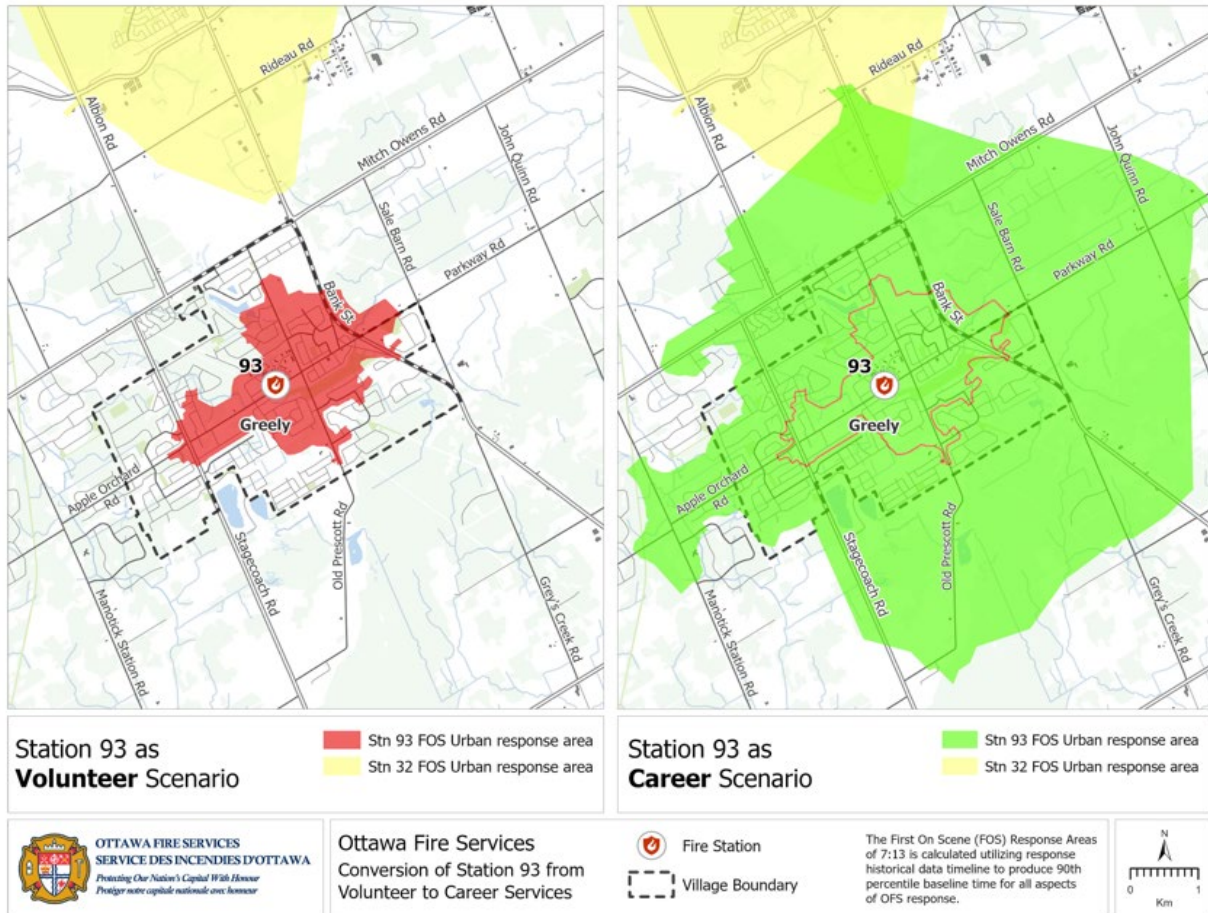 Rideau Rd
Albion Rd
Mitch Owens Rd
John Quinn Rd
Sale Barn Rd
Parkway Rd
Bank St
93
Greely
Apple Orchard
Rd
Stagecoach Rd
Old Prescott Rd
Manotick Station Rd
Grey's Creek Rd
Rideau Rd
Albion Rd
Mitch Owens Rd
John Quinn Rd
Sale Barn Rd
Parkway Rd
Bank St
93
Greely
Apple Orchard
Rd
Stagecoach Rd
Old Prescott Rd
Manotick Station Rd
Grey's Creek Rd
Station 93 as
Volunteer Scenario
Stn 93 FOS Urban response area
Stn 32 FOS Urban response area
Station 93 as
Career Scenario
Stn 93 FOS Urban response area
Stn 32 FOS Urban response area
OTTAWA FIRE SERVICES
SERVICE DES INCENDIES D'OTTAWA
Protecting Our Nation's Capital With Honour
Protéger notre capitale nationale avec honneur
Ottawa Fire Services
Conversion of Station 93 from
Volunteer to Career Services
Fire Station
Village Boundary
The First On Scene (FOS) Response Areas
of 7:13 is calculated utilizing response
historical data timeline to produce 90th
percentile baseline time for all aspects
of OFS response.
N
0 1
Km